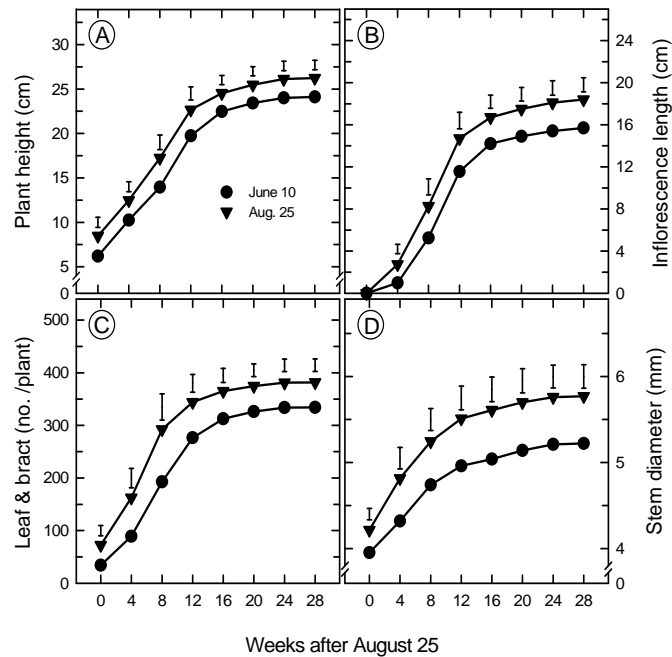 A
B
Plant height (cm)
30
25
20
15
10
5
0
June 10
Aug. 25
24
20
16
12
8
4
0
Inflorescence length (cm)
C
D
Leaf & bract (no. /plant)
500
400
300
200
100
0
6
5
4
0
Stem diameter (mm)
0 4 8 12 16 20 24 28
0 4 8 12 16 20 24 28
Weeks after August 25